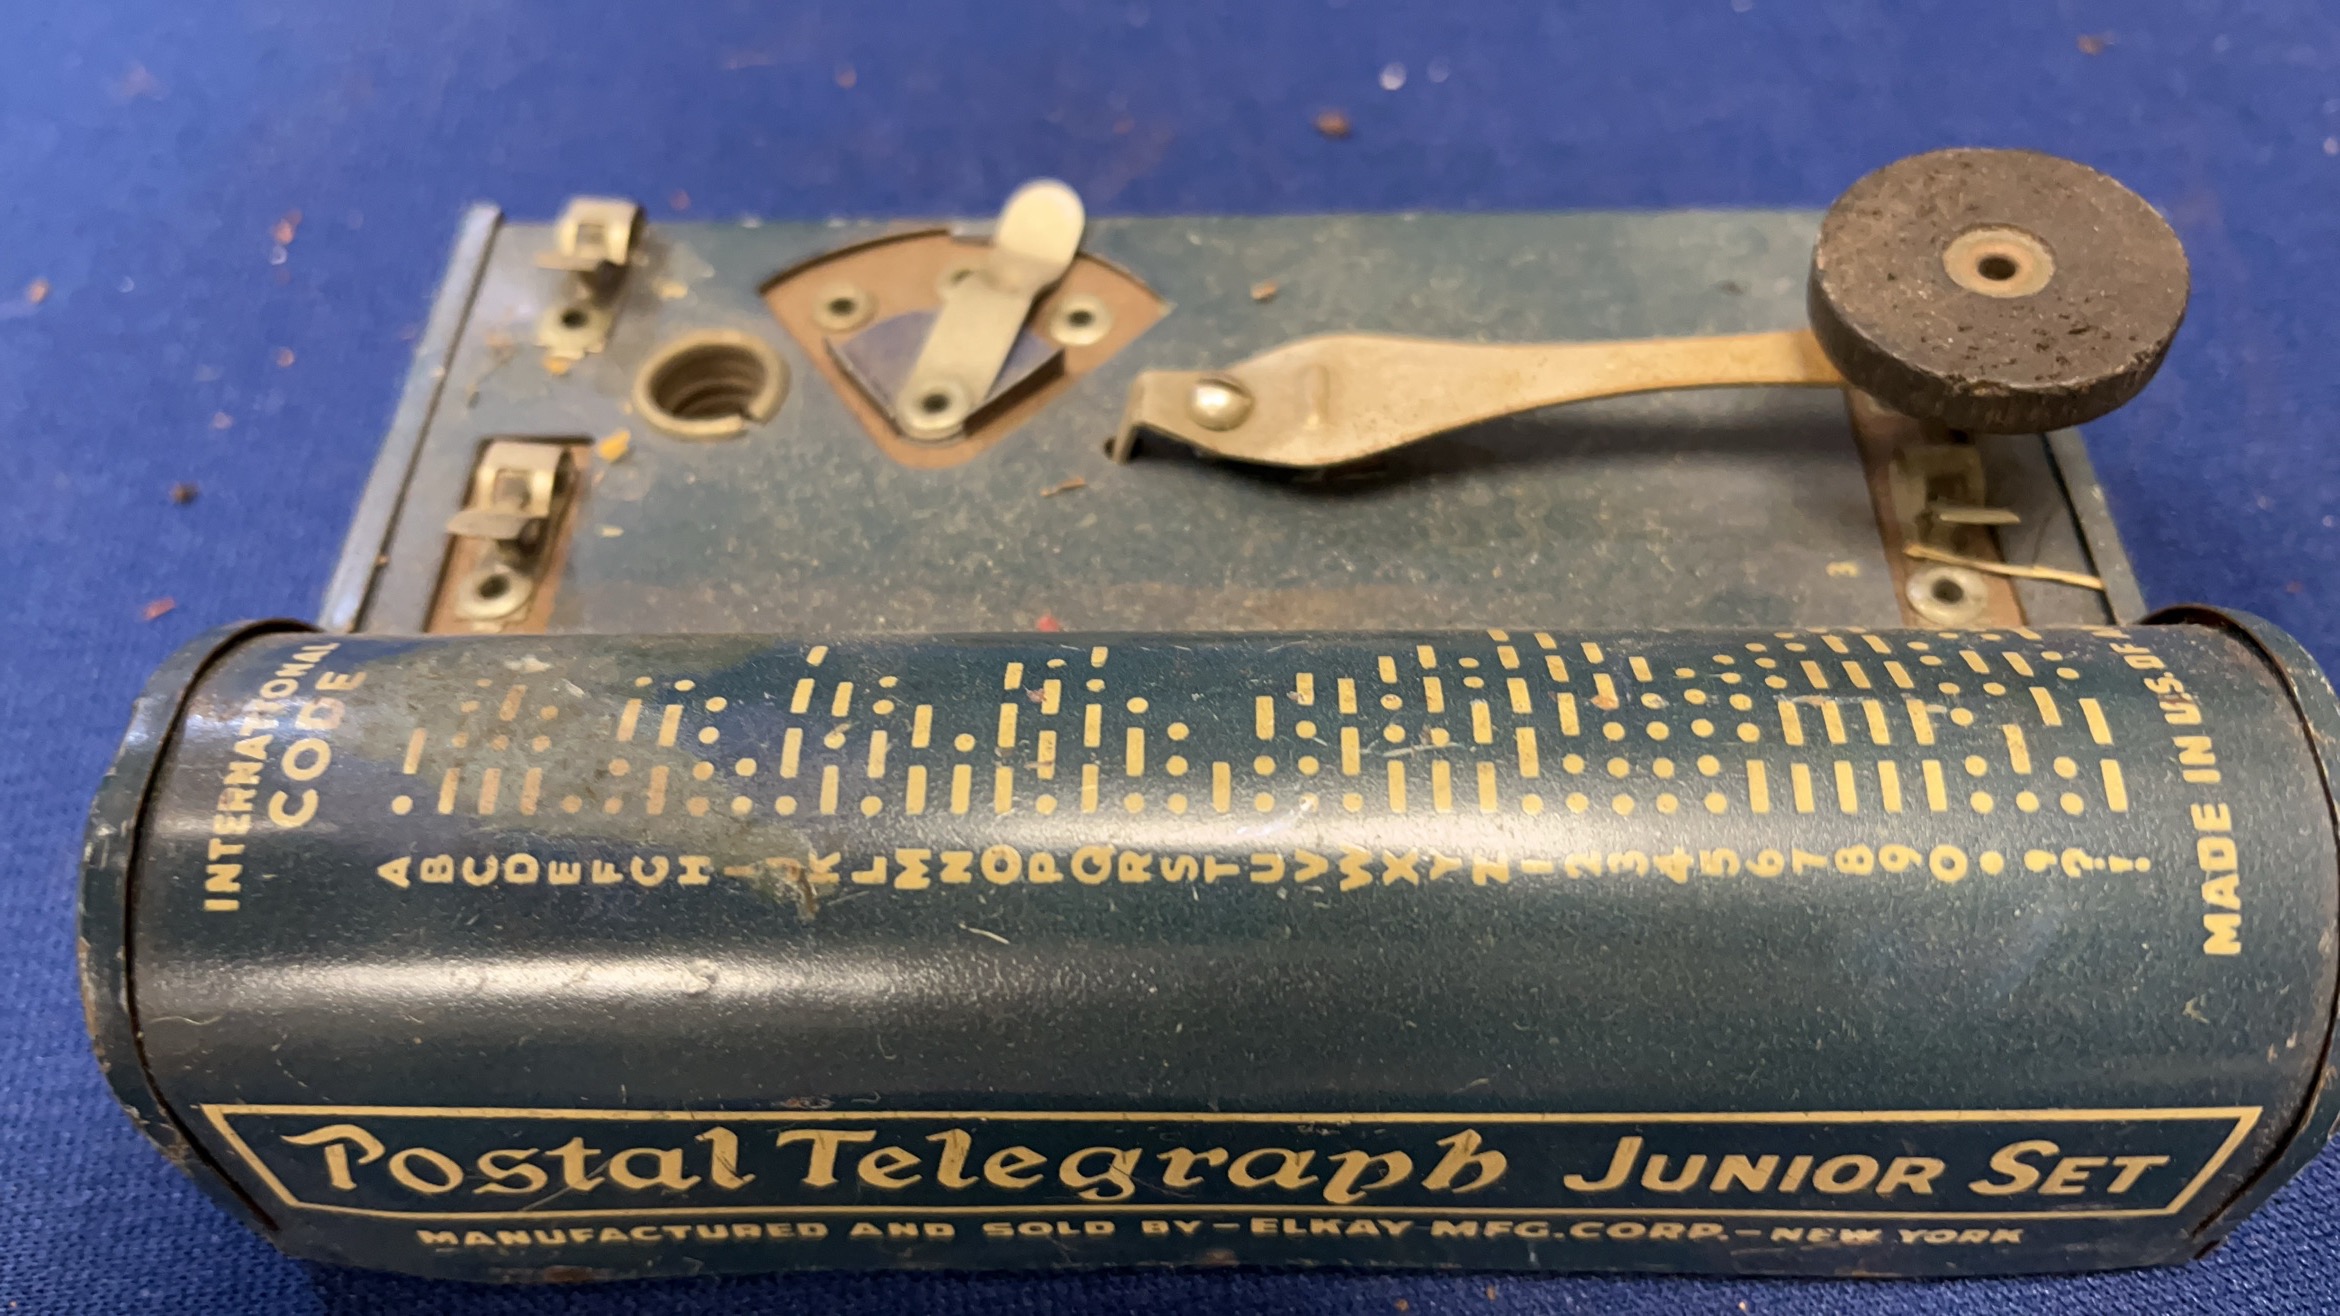 INTERNATIONAL
CODE
A B C D E F G H I J K L M N O P Q R S T U V W X Y Z 1 2 3 4 5 6 7 8 9 0 . , ? !
MADE IN U.S. OF A
Postal Telegraph JUNIOR SET
MANUFACTURED AND SOLD BY - ELKAY MFG. CORP. - NEW YORK